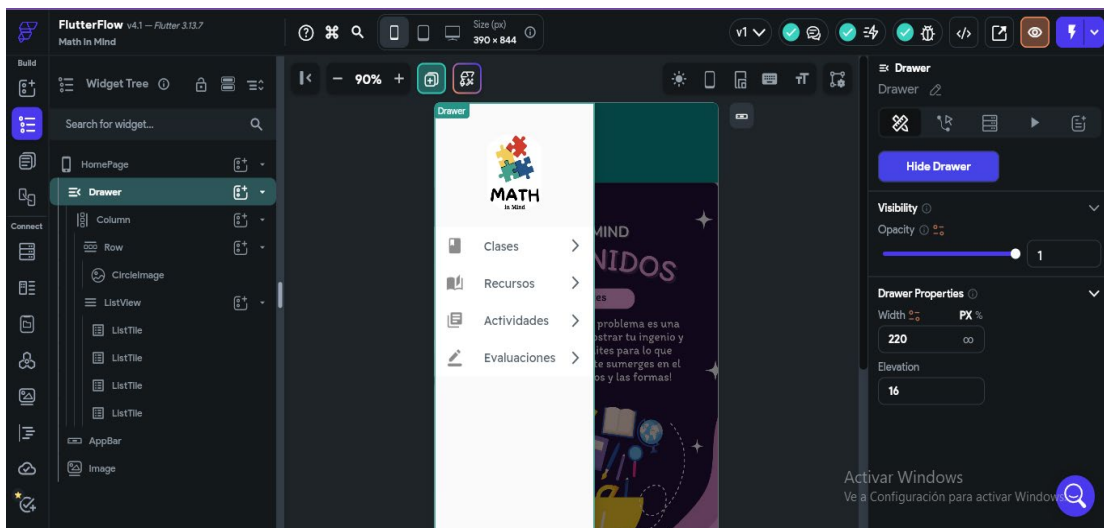 FlutterFlow v4.1 – Flutter 3.13.7
Math In Mind
Size (px)
390 × 844
v1
Build
Widget Tree
90%
Search for widget...
HomePage
Drawer
Column
Row
CircleImage
ListView
ListTile
ListTile
ListTile
ListTile
AppBar
Image
Connect
Drawer
MATH
In Mind
Clases
Recursos
Actividades
Evaluaciones
MIND
NIDOS
es
problema es una
ostrar tu ingenio y
ites para lo que
te sumerges en el
os y las formas!
Drawer
Drawer
Hide Drawer
Visibility
Opacity
1
Drawer Properties
Width
PX %
220 ∞
Elevation
16
Activar Windows
Ve a Configuración para activar Windows